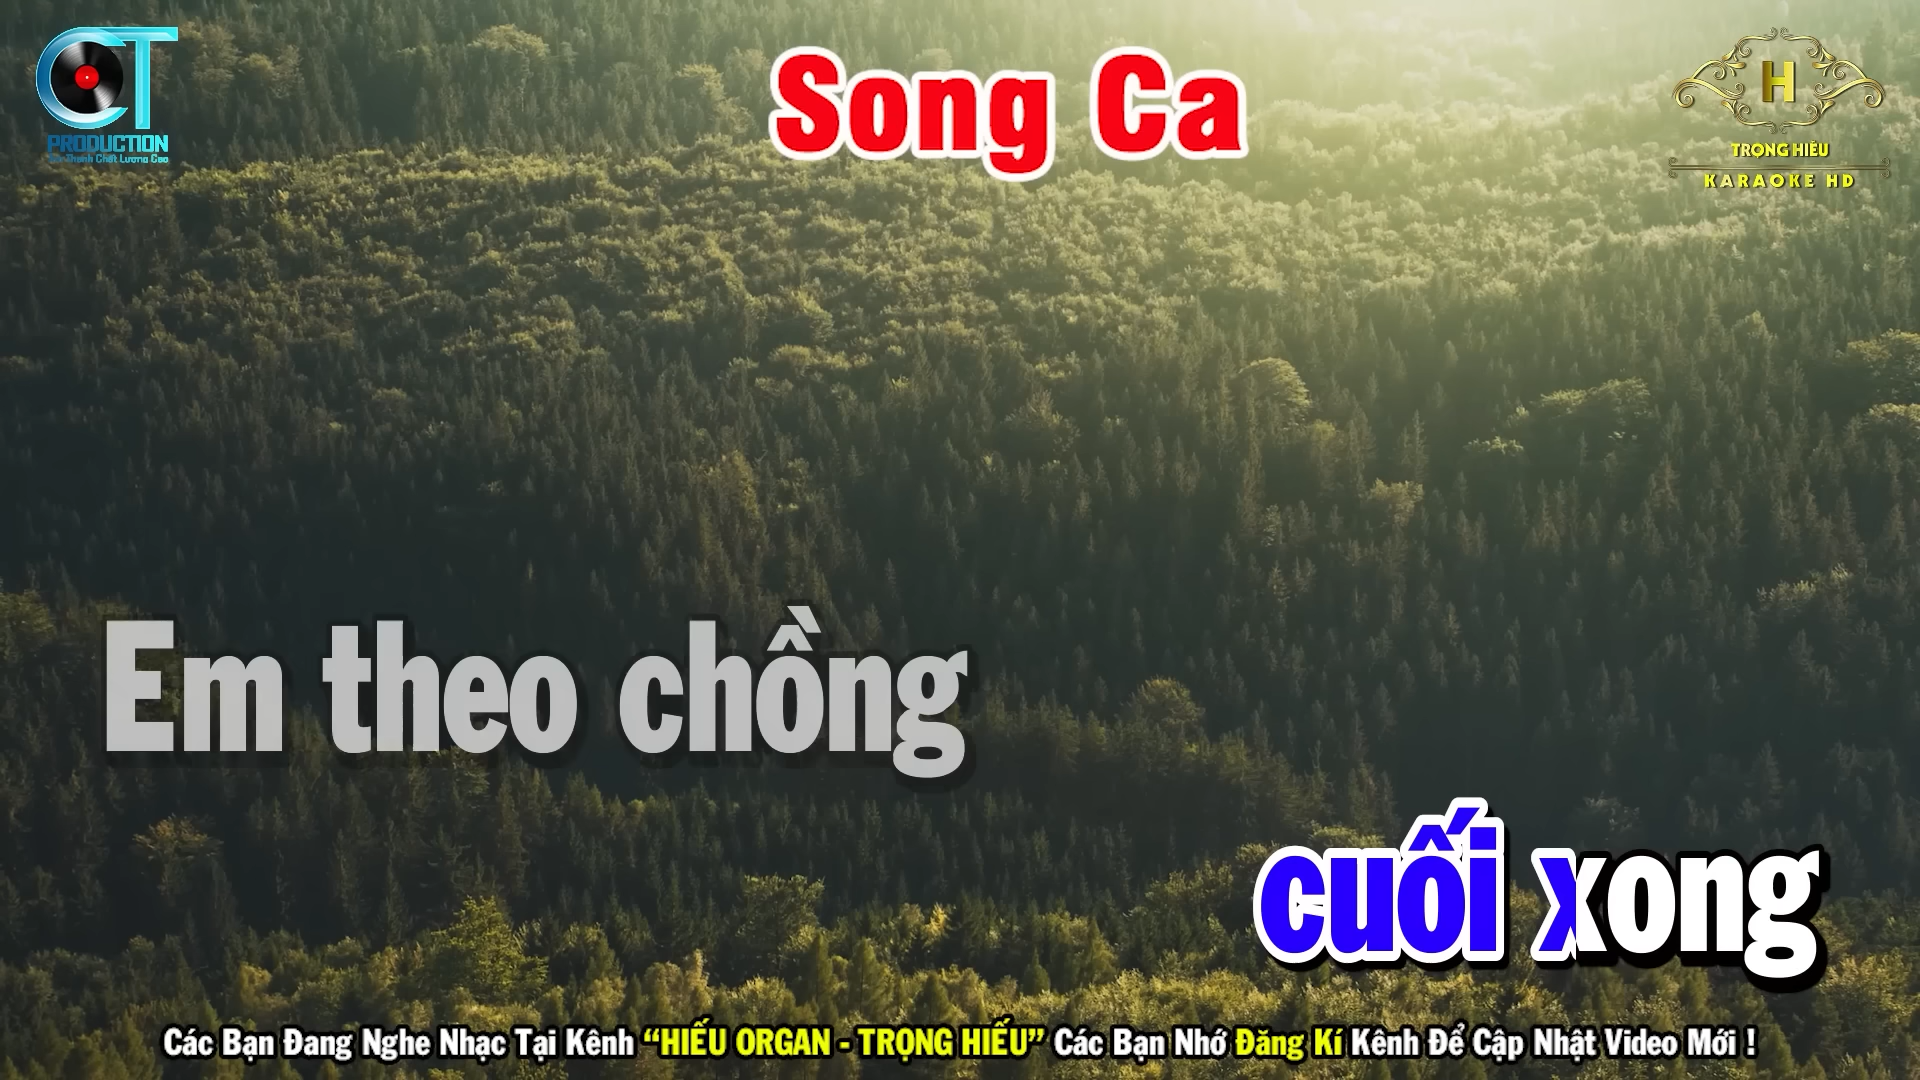 CT
PRODUCTION
Song Ca
H
TRỌNG HIẾU
KARAOKE HD
Em theo chồng
cuối xong
Các Bạn Đang Nghe Nhạc Tại Kênh “HIẾU ORGAN - TRỌNG HIẾU” Các Bạn Nhớ Đăng Kí Kênh Để Cập Nhật Video Mới !